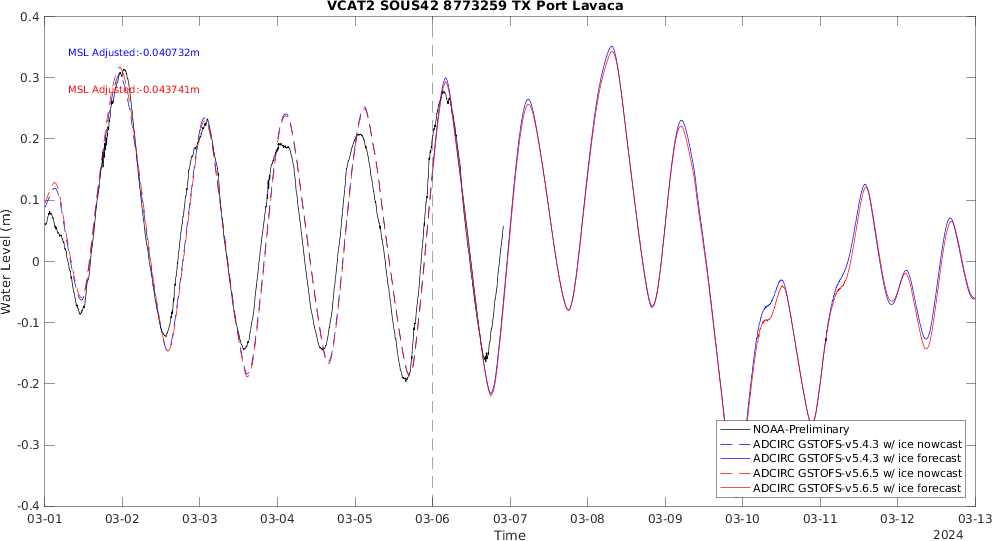 VCAT2 SOUS42 8773259 TX Port Lavaca
0.4
MSL Adjusted:-0.040732m
0.3
MSL Adjusted:-0.043741m
0.2
0.1
0
-0.1
-0.2
-0.3
-0.4
Water Level (m)
NOAA-Preliminary
ADCIRC GSTOFS-v5.4.3 w/ ice nowcast
ADCIRC GSTOFS-v5.4.3 w/ ice forecast
ADCIRC GSTOFS-v5.6.5 w/ ice nowcast
ADCIRC GSTOFS-v5.6.5 w/ ice forecast
03-01 03-02 03-03 03-04 03-05 03-06 03-07 03-08 03-09 03-10 03-11 03-12 03-13
Time
2024